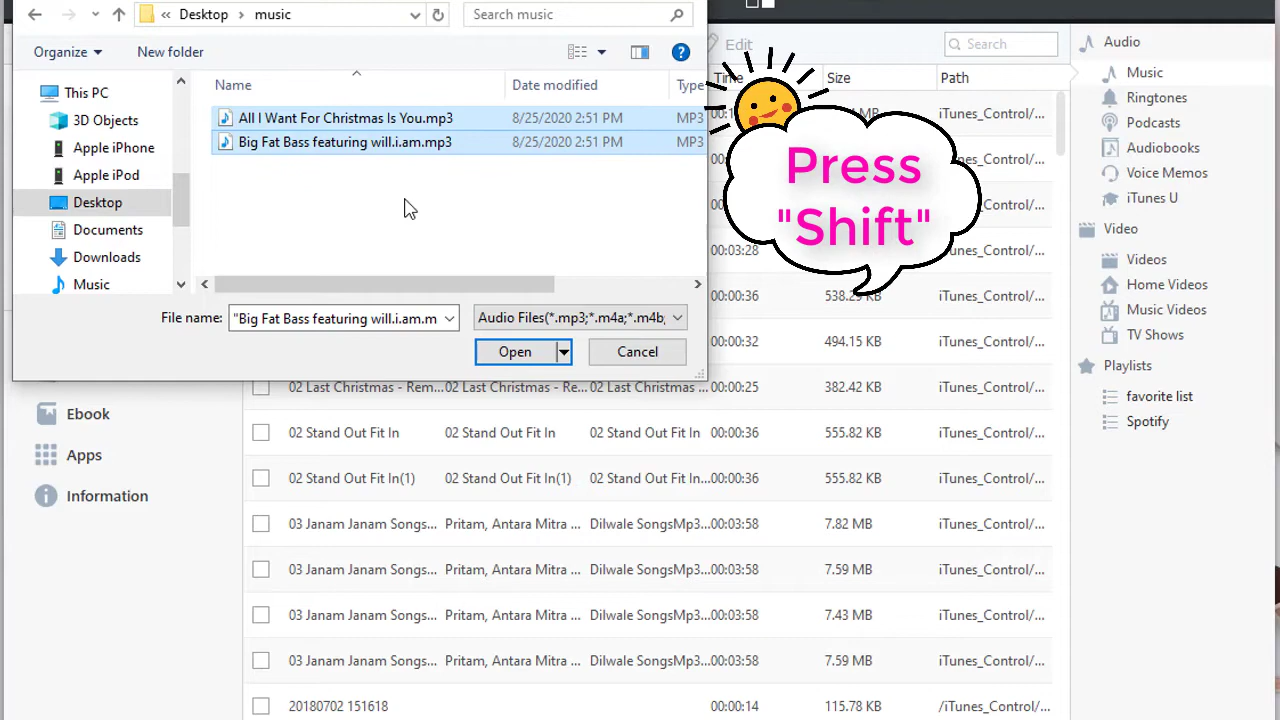 « Desktop > music
Search music
Organize
New folder
Name
Date modified
Type
This PC
3D Objects
Apple iPhone
Apple iPod
Desktop
Documents
Downloads
Music
All I Want For Christmas Is You.mp3 8/25/2020 2:51 PM MP3
Big Fat Bass featuring will.i.am.mp3 8/25/2020 2:51 PM MP3
File name:
"Big Fat Bass featuring will.i.am.m
Audio Files(*.mp3;*.m4a;*.m4b;
Open
Cancel
Press
"Shift"
Edit
Search
Time Size Path
iTunes_Control/...
iTunes_Control/...
iTunes_Control/...
00:03:28 iTunes_Control/...
00:00:36 538.29 KB iTunes_Control/...
00:00:32 494.15 KB iTunes_Control/...
02 Last Christmas - Rem... 02 Last Christmas - Re... 02 Last Christmas ... 00:00:25 382.42 KB iTunes_Control/...
02 Stand Out Fit In 02 Stand Out Fit In 02 Stand Out Fit In 00:00:36 555.82 KB iTunes_Control/...
02 Stand Out Fit In(1) 02 Stand Out Fit In(1) 02 Stand Out Fit In... 00:00:36 555.82 KB iTunes_Control/...
03 Janam Janam Songs... Pritam, Antara Mitra ... Dilwale SongsMp3... 00:03:58 7.82 MB iTunes_Control/...
03 Janam Janam Songs... Pritam, Antara Mitra ... Dilwale SongsMp3... 00:03:58 7.59 MB iTunes_Control/...
03 Janam Janam Songs... Pritam, Antara Mitra ... Dilwale SongsMp3... 00:03:58 7.43 MB iTunes_Control/...
03 Janam Janam Songs... Pritam, Antara Mitra ... Dilwale SongsMp3... 00:03:58 7.59 MB iTunes_Control/...
20180702 151618 00:00:14 115.78 KB /iTunes_Control/...
Ebook
Apps
Information
Audio
Music
Ringtones
Podcasts
Audiobooks
Voice Memos
iTunes U
Video
Videos
Home Videos
Music Videos
TV Shows
Playlists
favorite list
Spotify